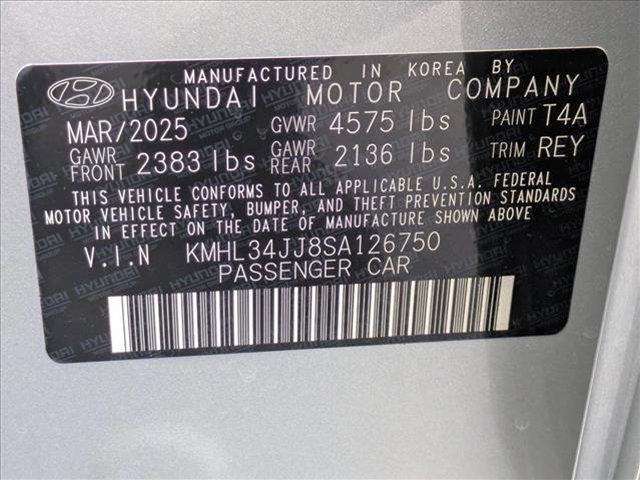 MANUFACTURED IN KOREA BY
HYUNDAI MOTOR COMPANY
MAR/2025 GVWR 4575 lbs PAINT T4A
GAWR FRONT 2383 lbs GAWR REAR 2136 lbs TRIM REY
THIS VEHICLE CONFORMS TO ALL APPLICABLE U.S.A. FEDERAL
MOTOR VEHICLE SAFETY, BUMPER, AND THEFT PREVENTION STANDARDS
IN EFFECT ON THE DATE OF MANUFACTURE SHOWN ABOVE.
V.I.N KMHL34JJ8SA126750
PASSENGER CAR